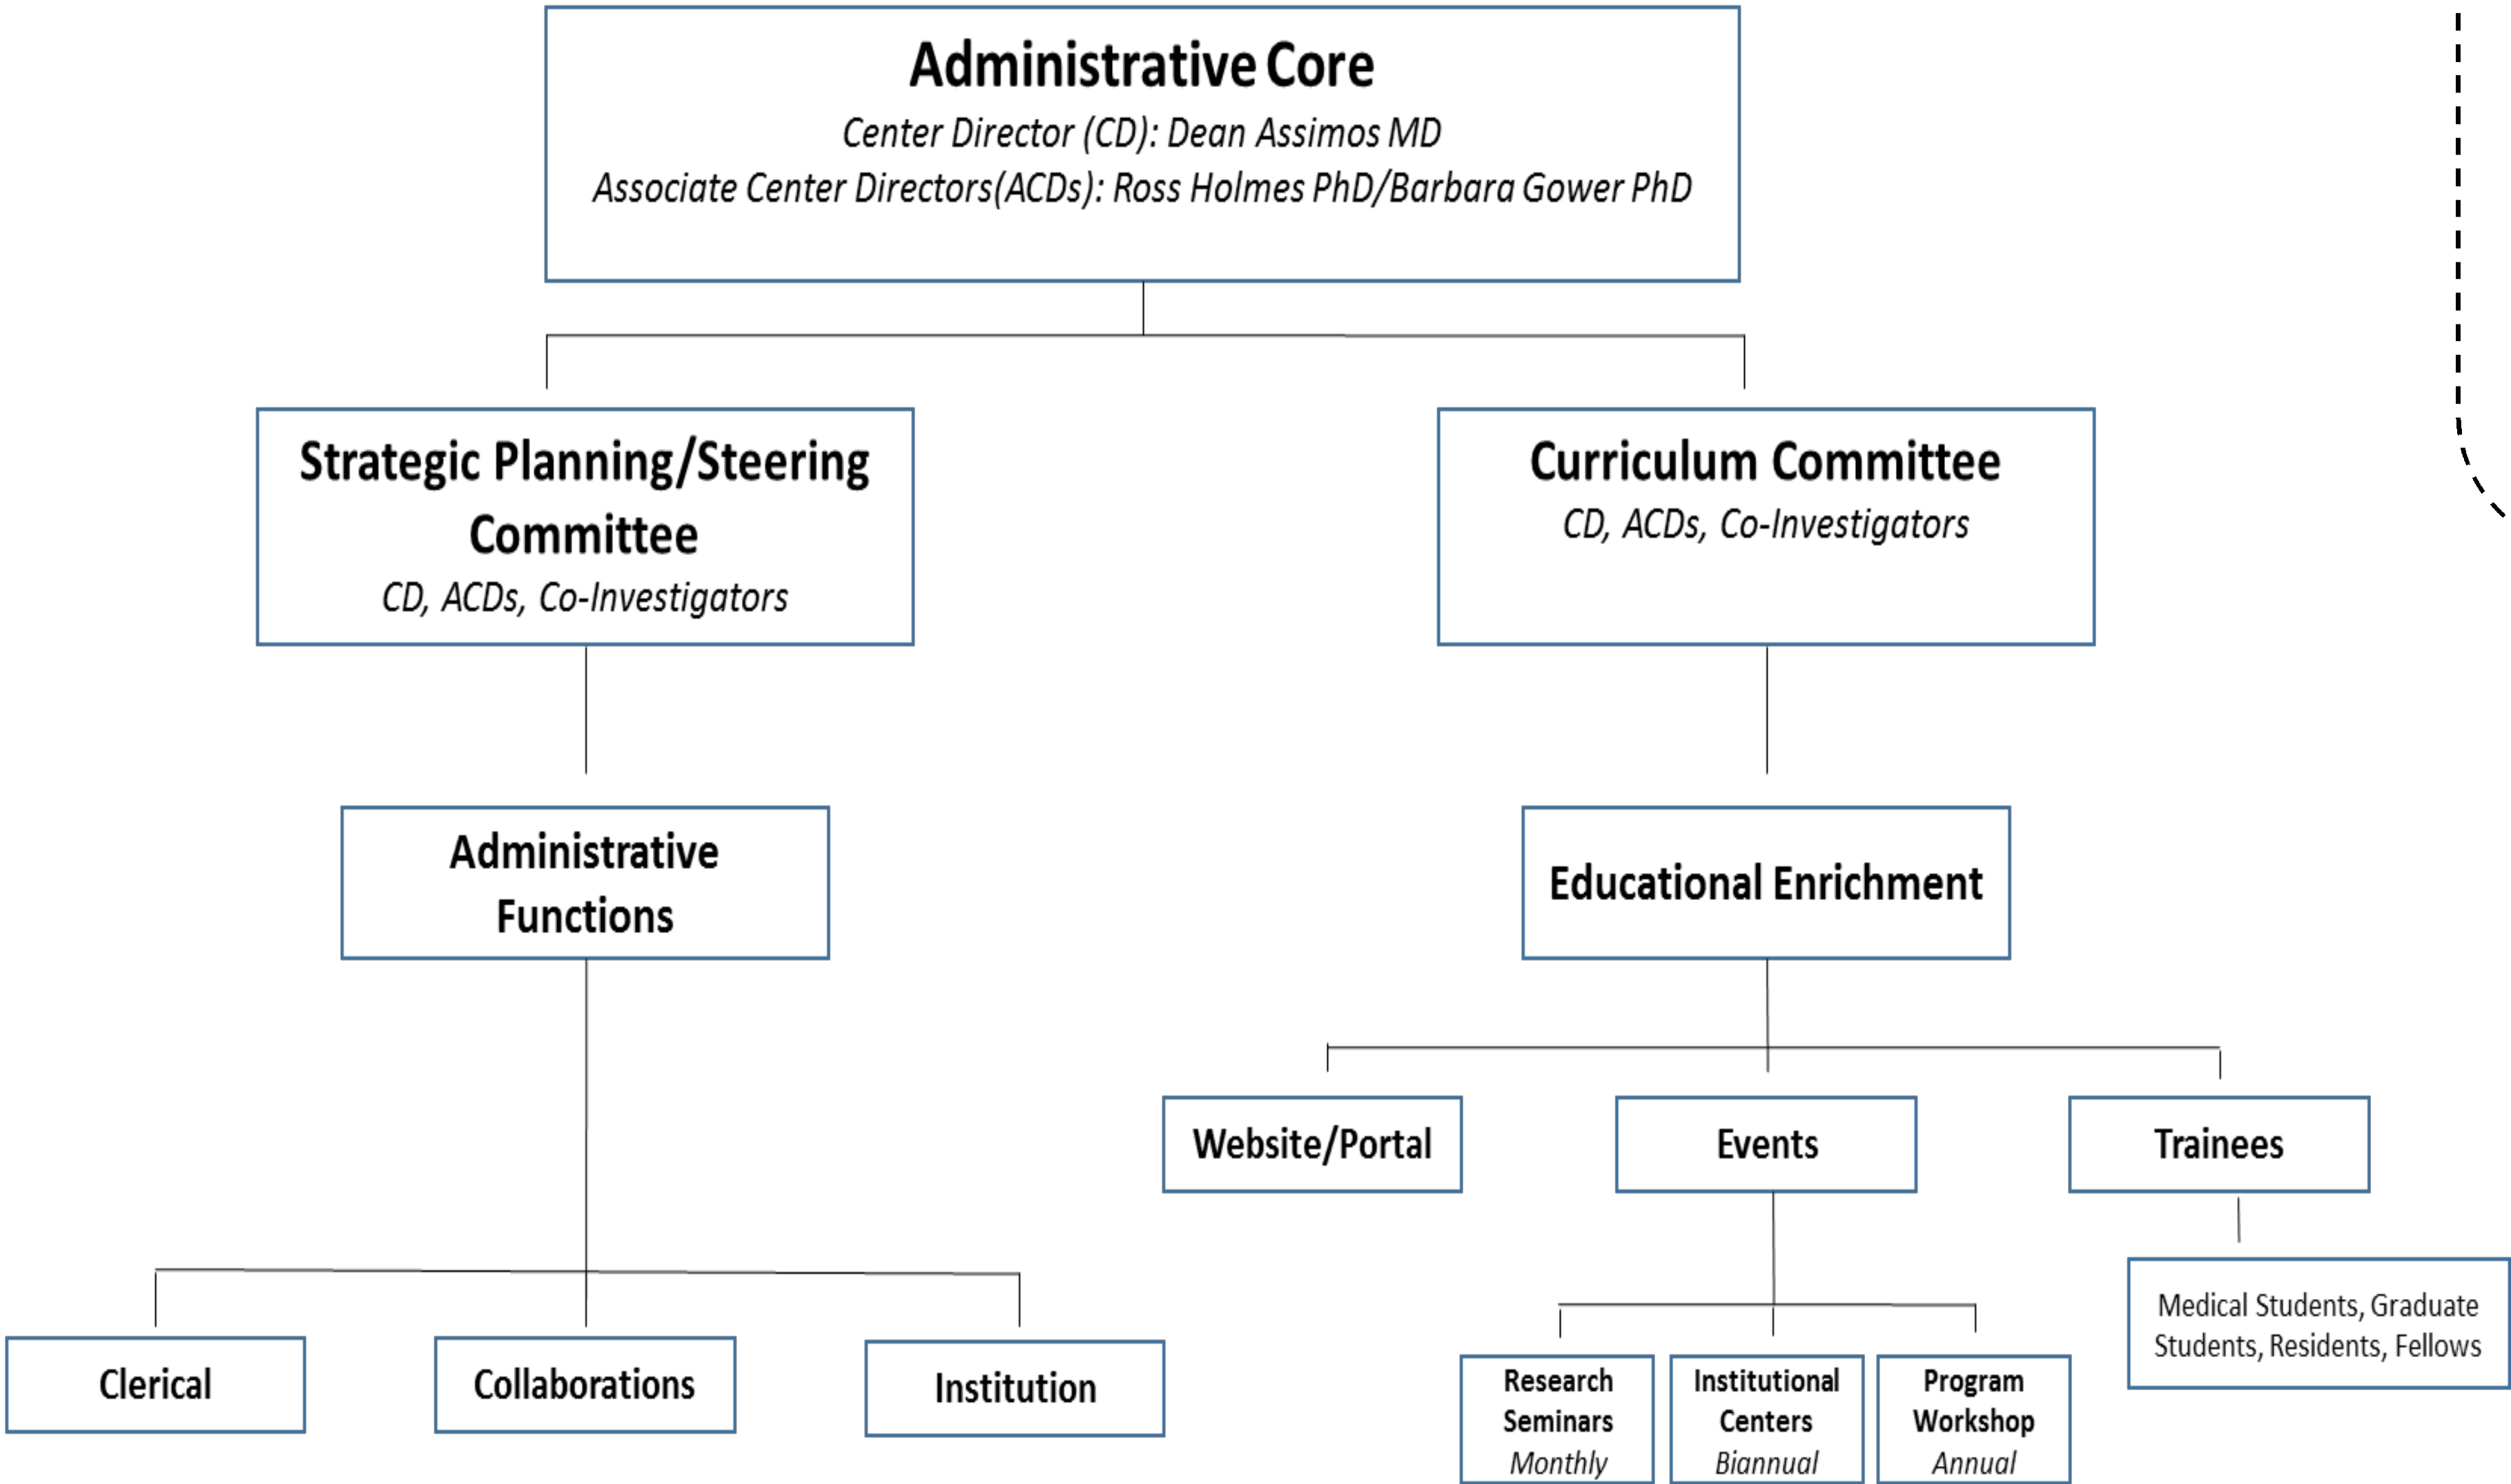 Administrative Core
Center Director (CD): Dean Assimos MD
Associate Center Directors(ACDs): Ross Holmes PhD/Barbara Gower PhD
Strategic Planning/Steering
Committee
CD, ACDs, Co-Investigators
Curriculum Committee
CD, ACDs, Co-Investigators
Administrative
Functions
Educational Enrichment
Website/Portal
Events
Trainees
Medical Students, Graduate
Students, Residents, Fellows
Clerical
Collaborations
Institution
Research
Seminars
Monthly
Institutional
Centers
Biannual
Program
Workshop
Annual